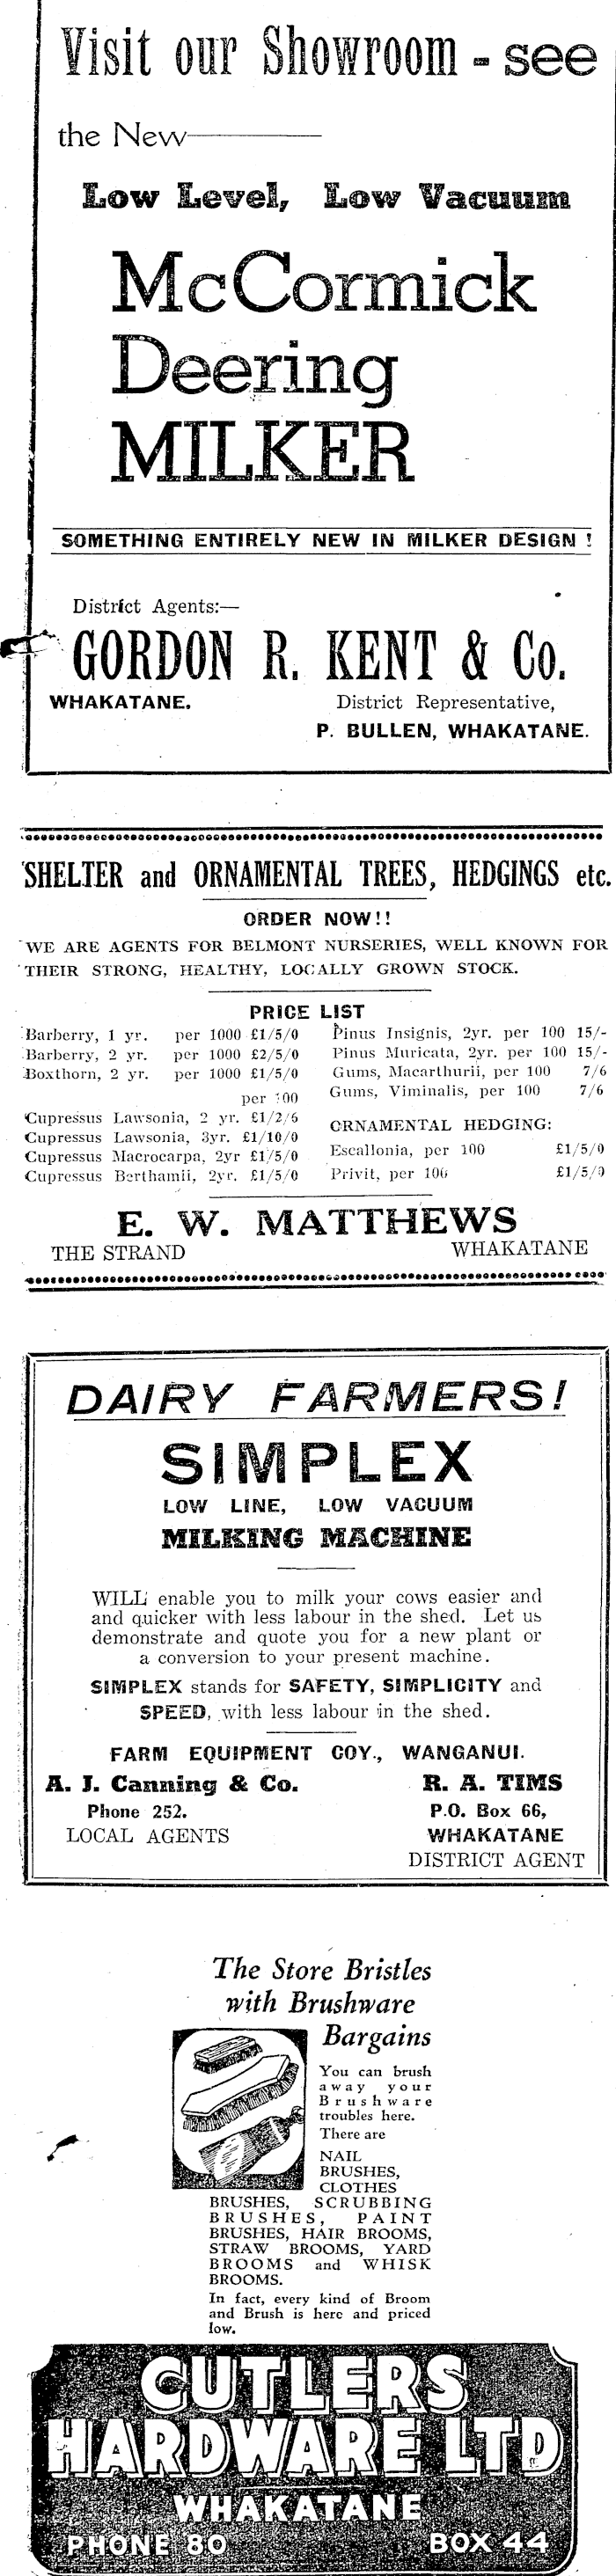 Visit our Showroom - see
the New
Low Level, Low Vacuum
McCormick
Deering
MILKER
SOMETHING ENTIRELY NEW IN MILKER DESIGN !
District Agents:—
GORDON R. KENT & Co.
WHAKATANE.
District Representative,
P. BULLEN, WHAKATANE.
SHELTER and ORNAMENTAL TREES, HEDGINGS etc.
ORDER NOW!!
WE ARE AGENTS FOR BELMONT NURSERIES, WELL KNOWN FOR
THEIR STRONG, HEALTHY, LOCALLY GROWN STOCK.
PRICE LIST
Barberry, 1 yr. per 1000 £1/5/0
Barberry, 2 yr. per 1000 £2/5/0
Boxthorn, 2 yr. per 1000 £1/5/0
per 100
Cupressus Lawsonia, 2 yr. £1/2/6
Cupressus Lawsonia, 3yr. £1/10/0
Cupressus Macrocarpa, 2yr £1/5/0
Cupressus Berthamii, 2yr. £1/5/0
Pinus Insignis, 2yr. per 100 15/-
Pinus Muricata, 2yr. per 100 15/-
Gums, Macarthurii, per 100 7/6
Gums, Viminalis, per 100 7/6
ORNAMENTAL HEDGING:
Escallonia, per 100 £1/5/0
Privit, per 100 £1/5/0
E. W. MATTHEWS
THE STRAND WHAKATANE
DAIRY FARMERS!
SIMPLEX
LOW LINE, LOW VACUUM
MILKING MACHINE
WILL enable you to milk your cows easier and
and quicker with less labour in the shed. Let us
demonstrate and quote you for a new plant or
a conversion to your present machine.
SIMPLEX stands for SAFETY, SIMPLICITY and
SPEED, with less labour in the shed.
FARM EQUIPMENT COY., WANGANUI.
A. J. Canning & Co.
Phone 252.
LOCAL AGENTS
R. A. TIMS
P.O. Box 66,
WHAKATANE
DISTRICT AGENT
The Store Bristles
with Brushware
Bargains
You can brush
away your
Brushware
troubles here.
There are
NAIL
BRUSHES,
CLOTHES
BRUSHES, SCRUBBING
BRUSHES, PAINT
BRUSHES, HAIR BROOMS,
STRAW BROOMS, YARD
BROOMS and WHISK
BROOMS.
In fact, every kind of Broom
and Brush is here and priced
low.
CUTLERS
HARDWARE LTD
WHAKATANE
PHONE 80 BOX 44